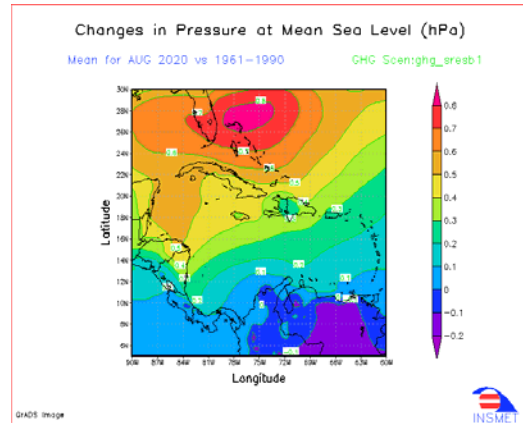 Changes in Pressure at Mean Sea Level (hPa)
Mean for AUG 2020 vs 1961-1990
GHG Scen:ghg_sresb1
30N
28N
26N
24N
22N
20N
18N
16N
14N
12N
10N
8N
6N
Latitude
90W
87W
84W
81W
78W
75W
72W
69W
66W
63W
60W
Longitude
0.8
0.7
0.6
0.5
0.4
0.3
0.2
0.1
0
-0.1
-0.2
GrADS Image
INSMET